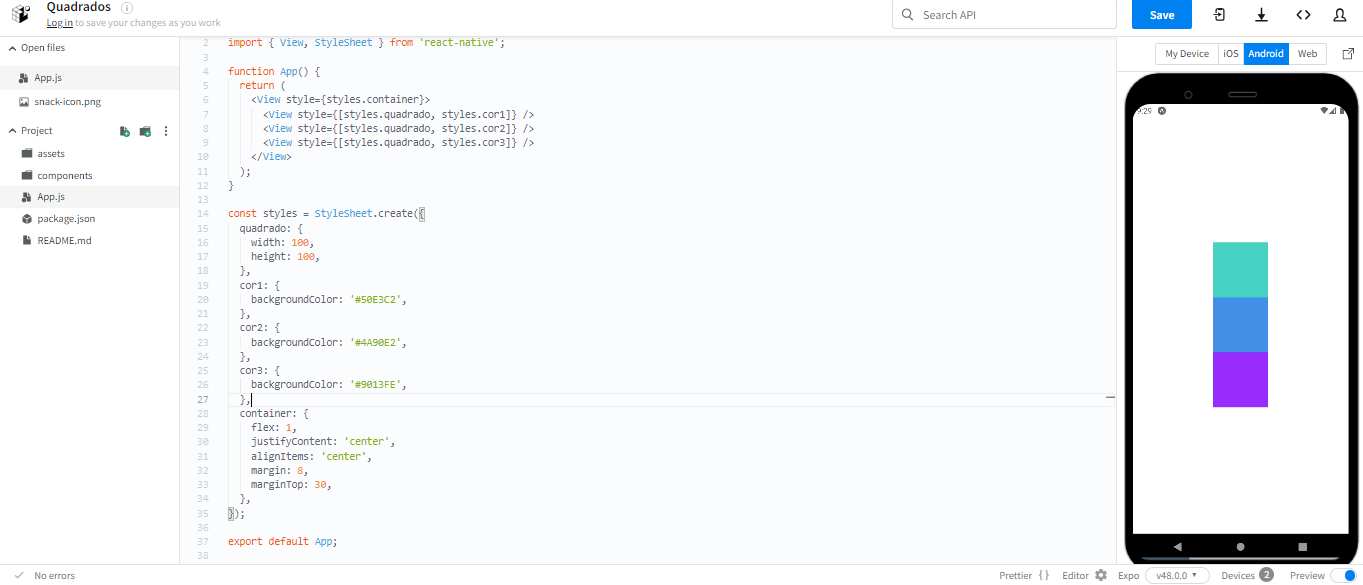 Quadrados
Log in to save your changes as you work
Search API
Save
Open files
App.js
snack-icon.png
Project
assets
components
App.js
package.json
README.md
2 import { View, StyleSheet } from 'react-native';
3
4 function App() {
5 return (
6 <View style={styles.container}>
7 <View style={[styles.quadrado, styles.cor1]} />
8 <View style={[styles.quadrado, styles.cor2]} />
9 <View style={[styles.quadrado, styles.cor3]} />
10 </View>
11 );
12 }
13
14 const styles = StyleSheet.create({
15 quadrado: {
16 width: 100,
17 height: 100,
18 },
19 cor1: {
20 backgroundColor: '#50E3C2',
21 },
22 cor2: {
23 backgroundColor: '#4A90E2',
24 },
25 cor3: {
26 backgroundColor: '#9013FE',
27 },
28 container: {
29 flex: 1,
30 justifyContent: 'center',
31 alignItems: 'center',
32 margin: 8,
33 marginTop: 30,
34 },
35 });
36
37 export default App;
38
My Device iOS Android Web
9:29
No errors
Prettier {} Editor Expo v48.0.0 Devices 2 Preview